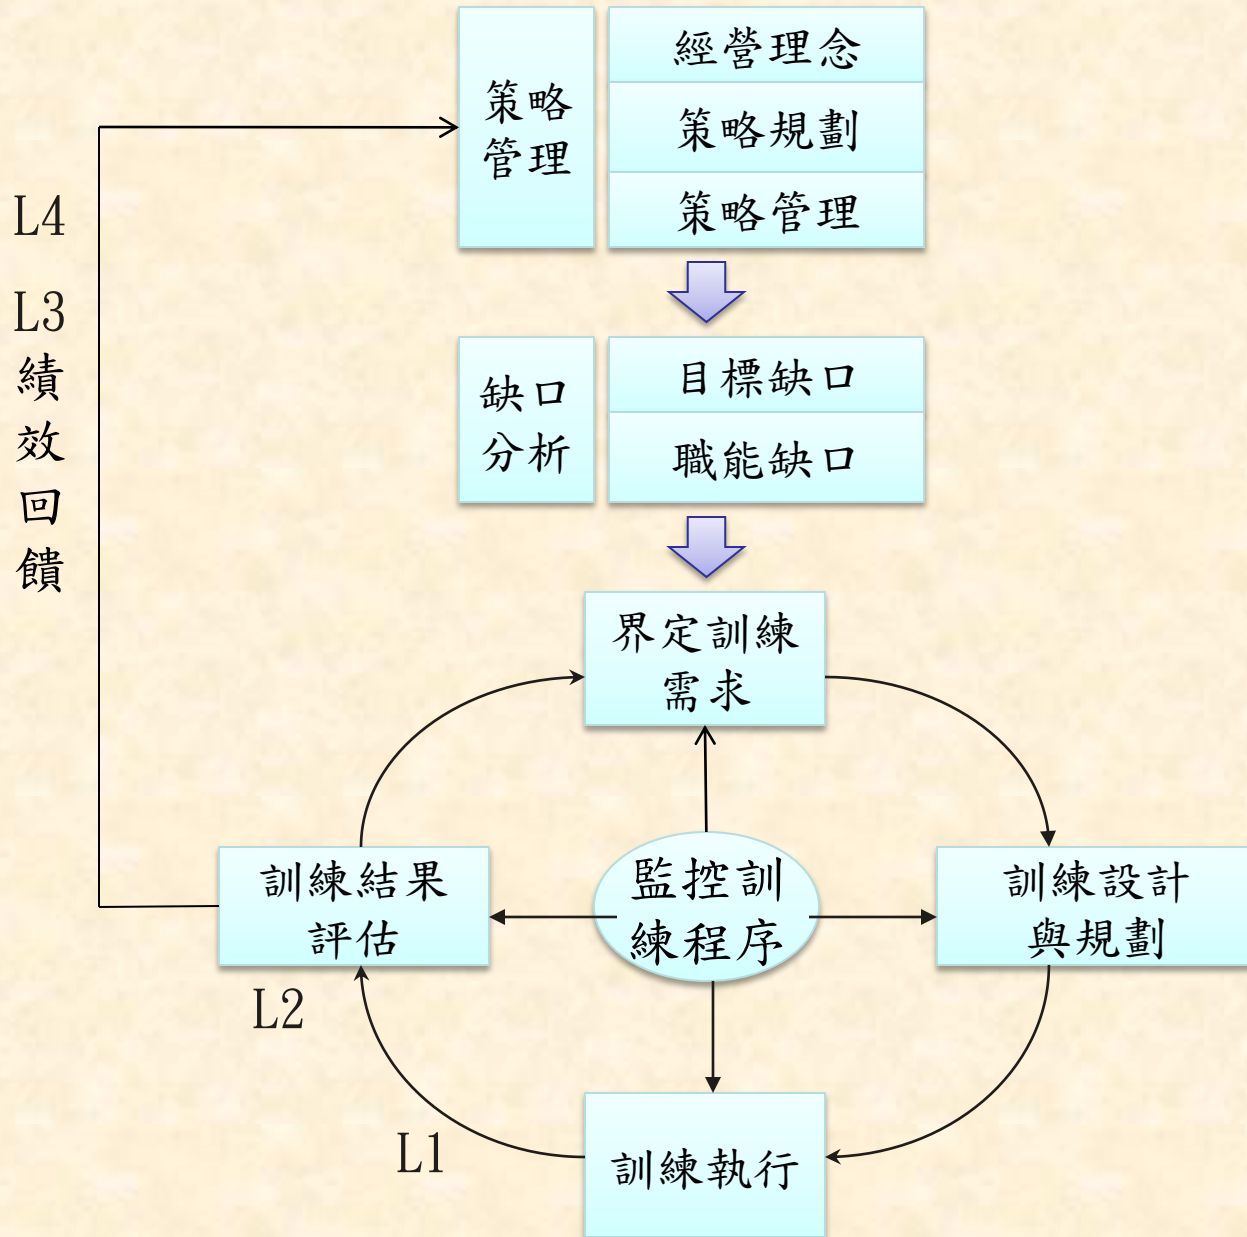 策略
管理
經營理念
策略規劃
策略管理
L4
L3
績
效
回
饋
缺口
分析
目標缺口
職能缺口
界定訓練
需求
訓練結果
評估
監控訓
練程序
訓練設計
與規劃
L2
L1
訓練執行